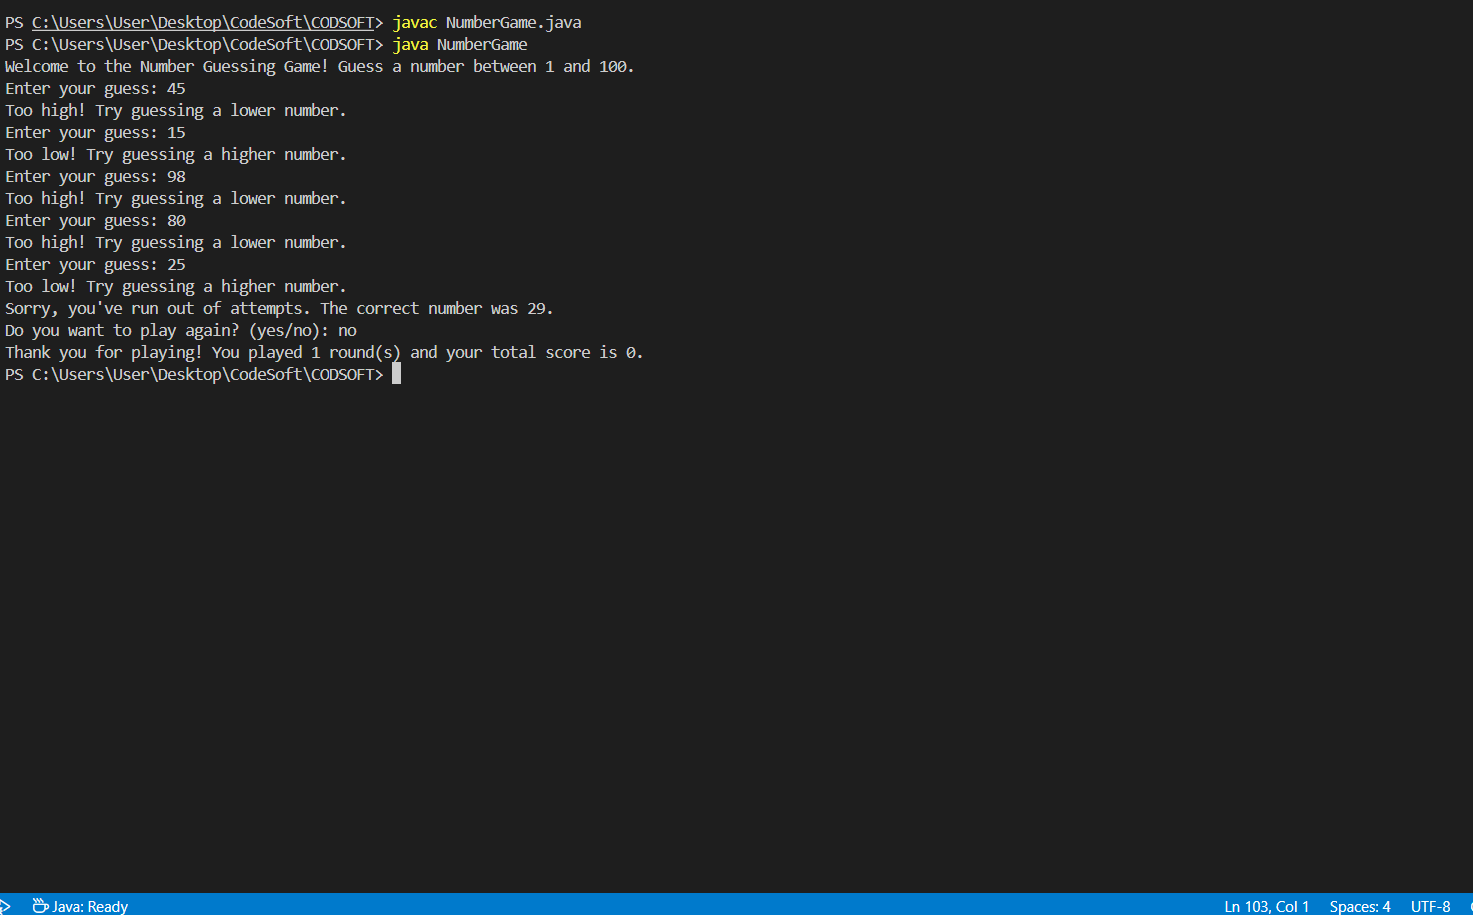 PS C:\Users\User\Desktop\CodeSoft\CODSOFT> javac NumberGame.java
PS C:\Users\User\Desktop\CodeSoft\CODSOFT> java NumberGame
Welcome to the Number Guessing Game! Guess a number between 1 and 100.
Enter your guess: 45
Too high! Try guessing a lower number.
Enter your guess: 15
Too low! Try guessing a higher number.
Enter your guess: 98
Too high! Try guessing a lower number.
Enter your guess: 80
Too high! Try guessing a lower number.
Enter your guess: 25
Too low! Try guessing a higher number.
Sorry, you've run out of attempts. The correct number was 29.
Do you want to play again? (yes/no): no
Thank you for playing! You played 1 round(s) and your total score is 0.
PS C:\Users\User\Desktop\CodeSoft\CODSOFT>
Java: Ready Ln 103, Col 1 Spaces: 4 UTF-8